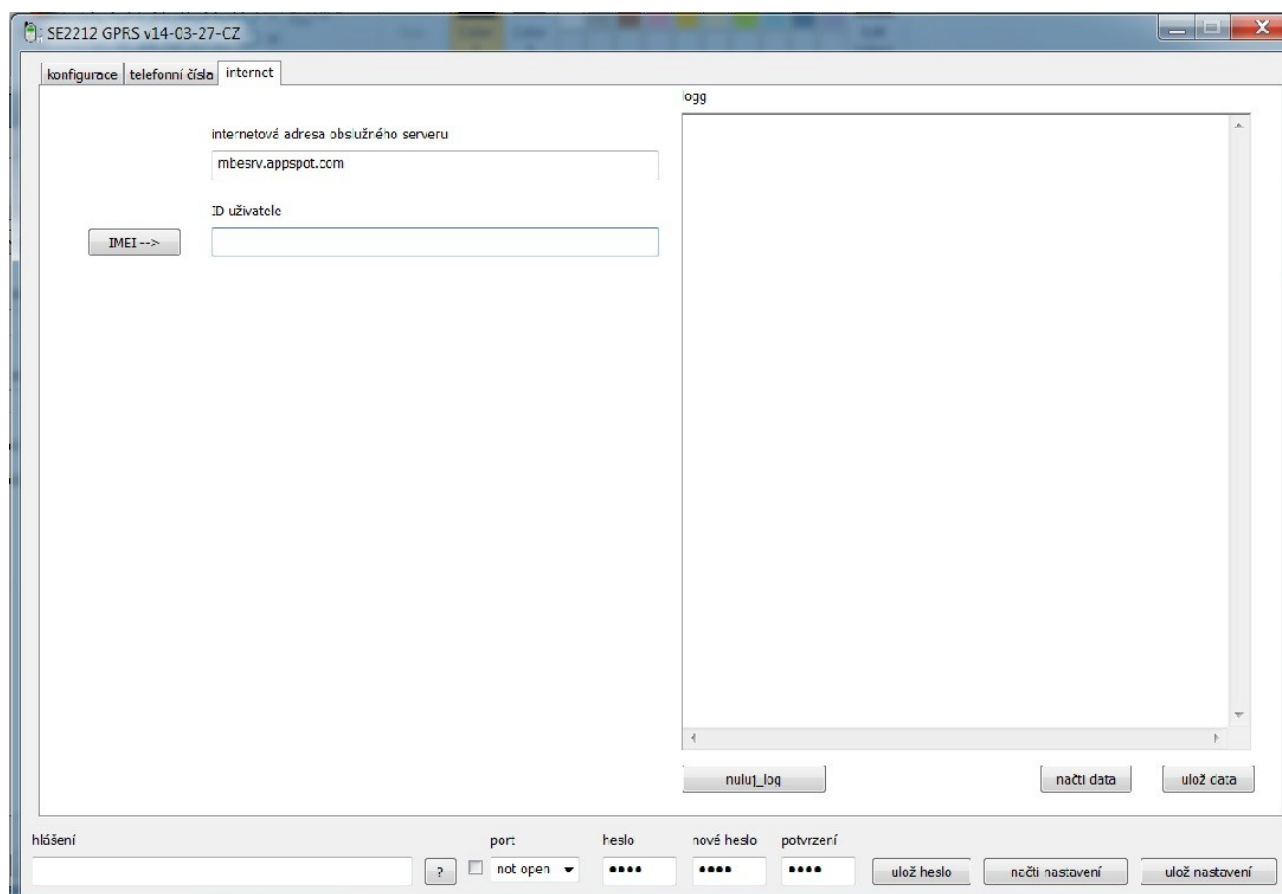 SE2212 GPRS v14-03-27-CZ
konfigurace telefonní čísla internet
logg
internetová adresa obslužného serveru
mbesrv.appspot.com
ID uživatele
IMEI -->
nuluj_log načti data ulož data
hlášení port heslo nové heslo potvrzení
? not open •••• •••• •••• ulož heslo načti nastavení ulož nastavení